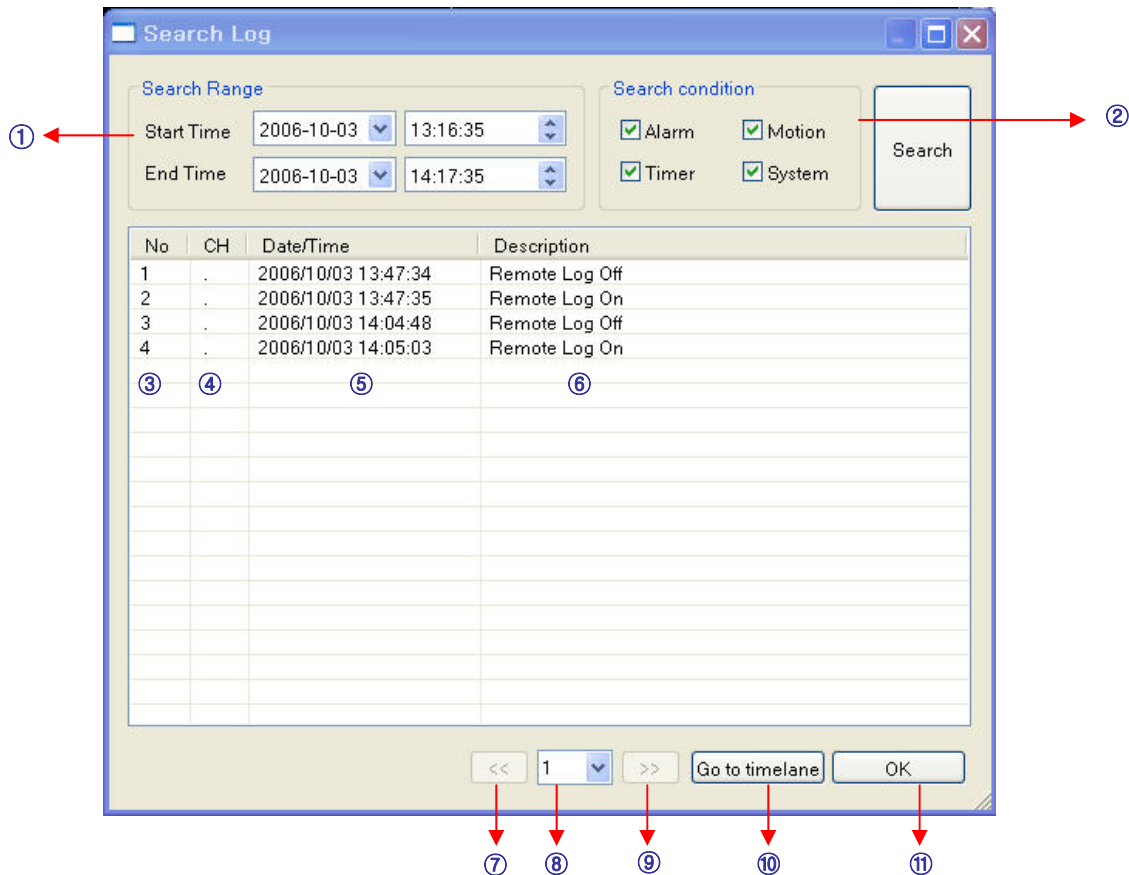 Search Log
Search Range
Search condition
① Start Time 2006-10-03 13:16:35
Alarm Motion ②
Search
End Time 2006-10-03 14:17:35
Timer System
No CH Date/Time Description
1 . 2006/10/03 13:47:34 Remote Log Off
2 . 2006/10/03 13:47:35 Remote Log On
3 . 2006/10/03 14:04:48 Remote Log Off
4 . 2006/10/03 14:05:03 Remote Log On
③ ④ ⑤ ⑥
<< 1 >> Go to timelane OK
⑦ ⑧ ⑨ ⑩ ⑪